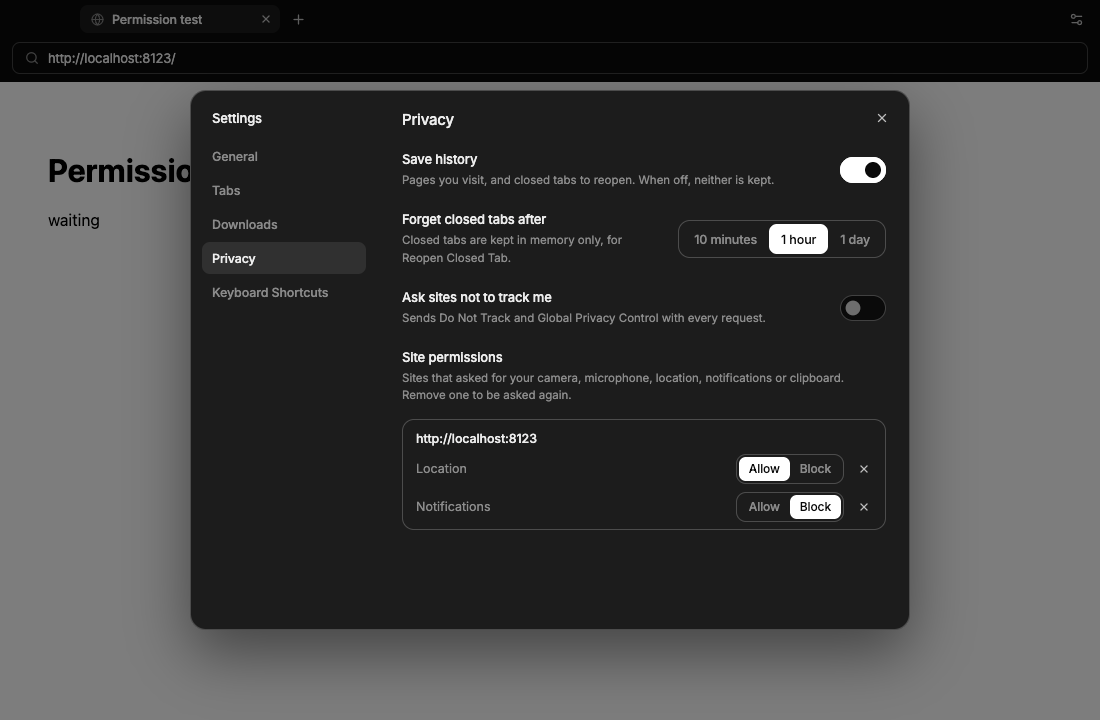 Permission test
http://localhost:8123/
Permissio
waiting
Settings
General
Tabs
Downloads
Privacy
Keyboard Shortcuts
Privacy
Save history
Pages you visit, and closed tabs to reopen. When off, neither is kept.
Forget closed tabs after
Closed tabs are kept in memory only, for
Reopen Closed Tab.
10 minutes 1 hour 1 day
Ask sites not to track me
Sends Do Not Track and Global Privacy Control with every request.
Site permissions
Sites that asked for your camera, microphone, location, notifications or clipboard.
Remove one to be asked again.
http://localhost:8123
Location Allow Block
Notifications Allow Block